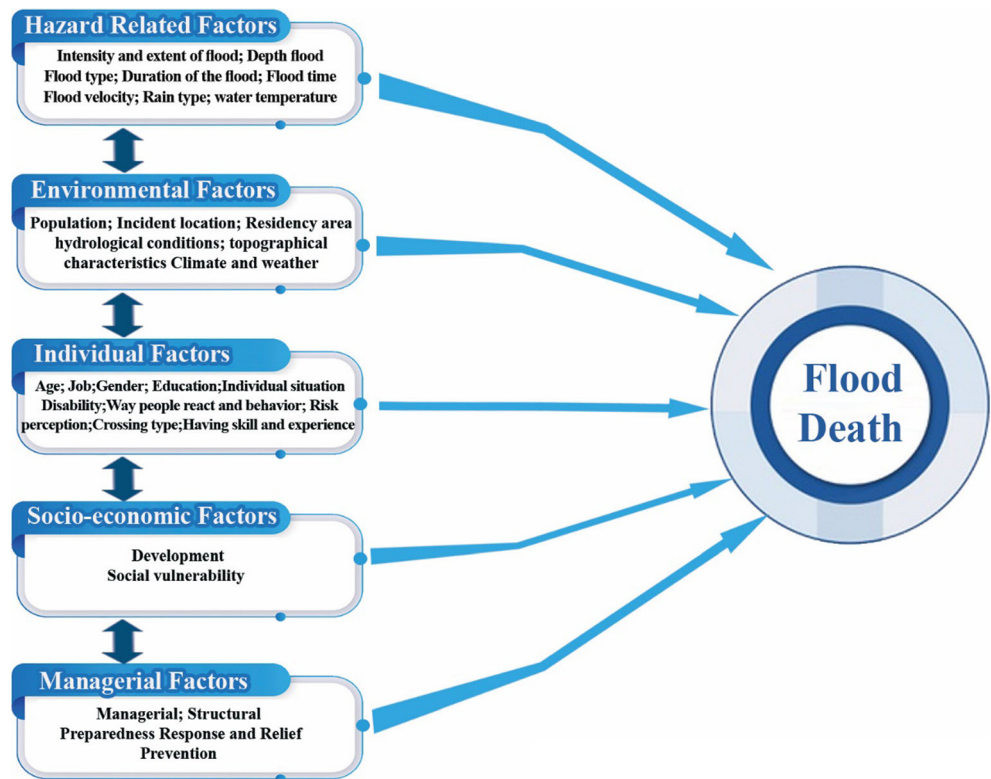 Hazard Related Factors
Intensity and extent of flood; Depth flood
Flood type; Duration of the flood; Flood time
Flood velocity; Rain type; water temperature
Environmental Factors
Population; Incident location; Residency area
hydrological conditions; topographical
characteristics Climate and weather
Individual Factors
Age; Job;Gender; Education;Individual situation
Disability;Way people react and behavior; Risk
perception;Crossing type;Having skill and experience
Socio-economic Factors
Development
Social vulnerability
Managerial Factors
Managerial; Structural
Preparedness Response and Relief
Prevention
Flood
Death